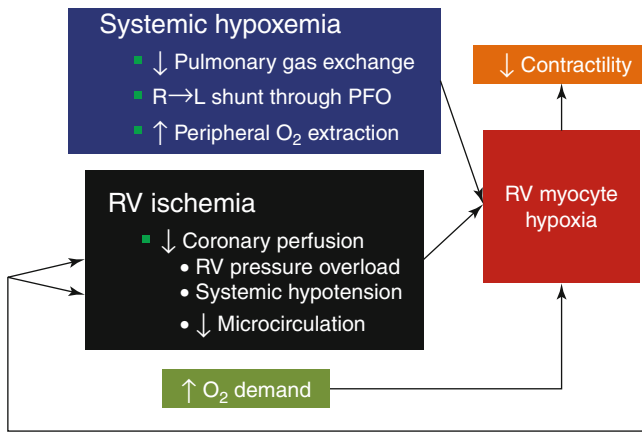 Systemic hypoxemia
■ ↓ Pulmonary gas exchange
■ R→L shunt through PFO
■ ↑ Peripheral O₂ extraction
↓ Contractility
RV myocyte
hypoxia
RV ischemia
■ ↓ Coronary perfusion
• RV pressure overload
• Systemic hypotension
• ↓ Microcirculation
↑ O₂ demand